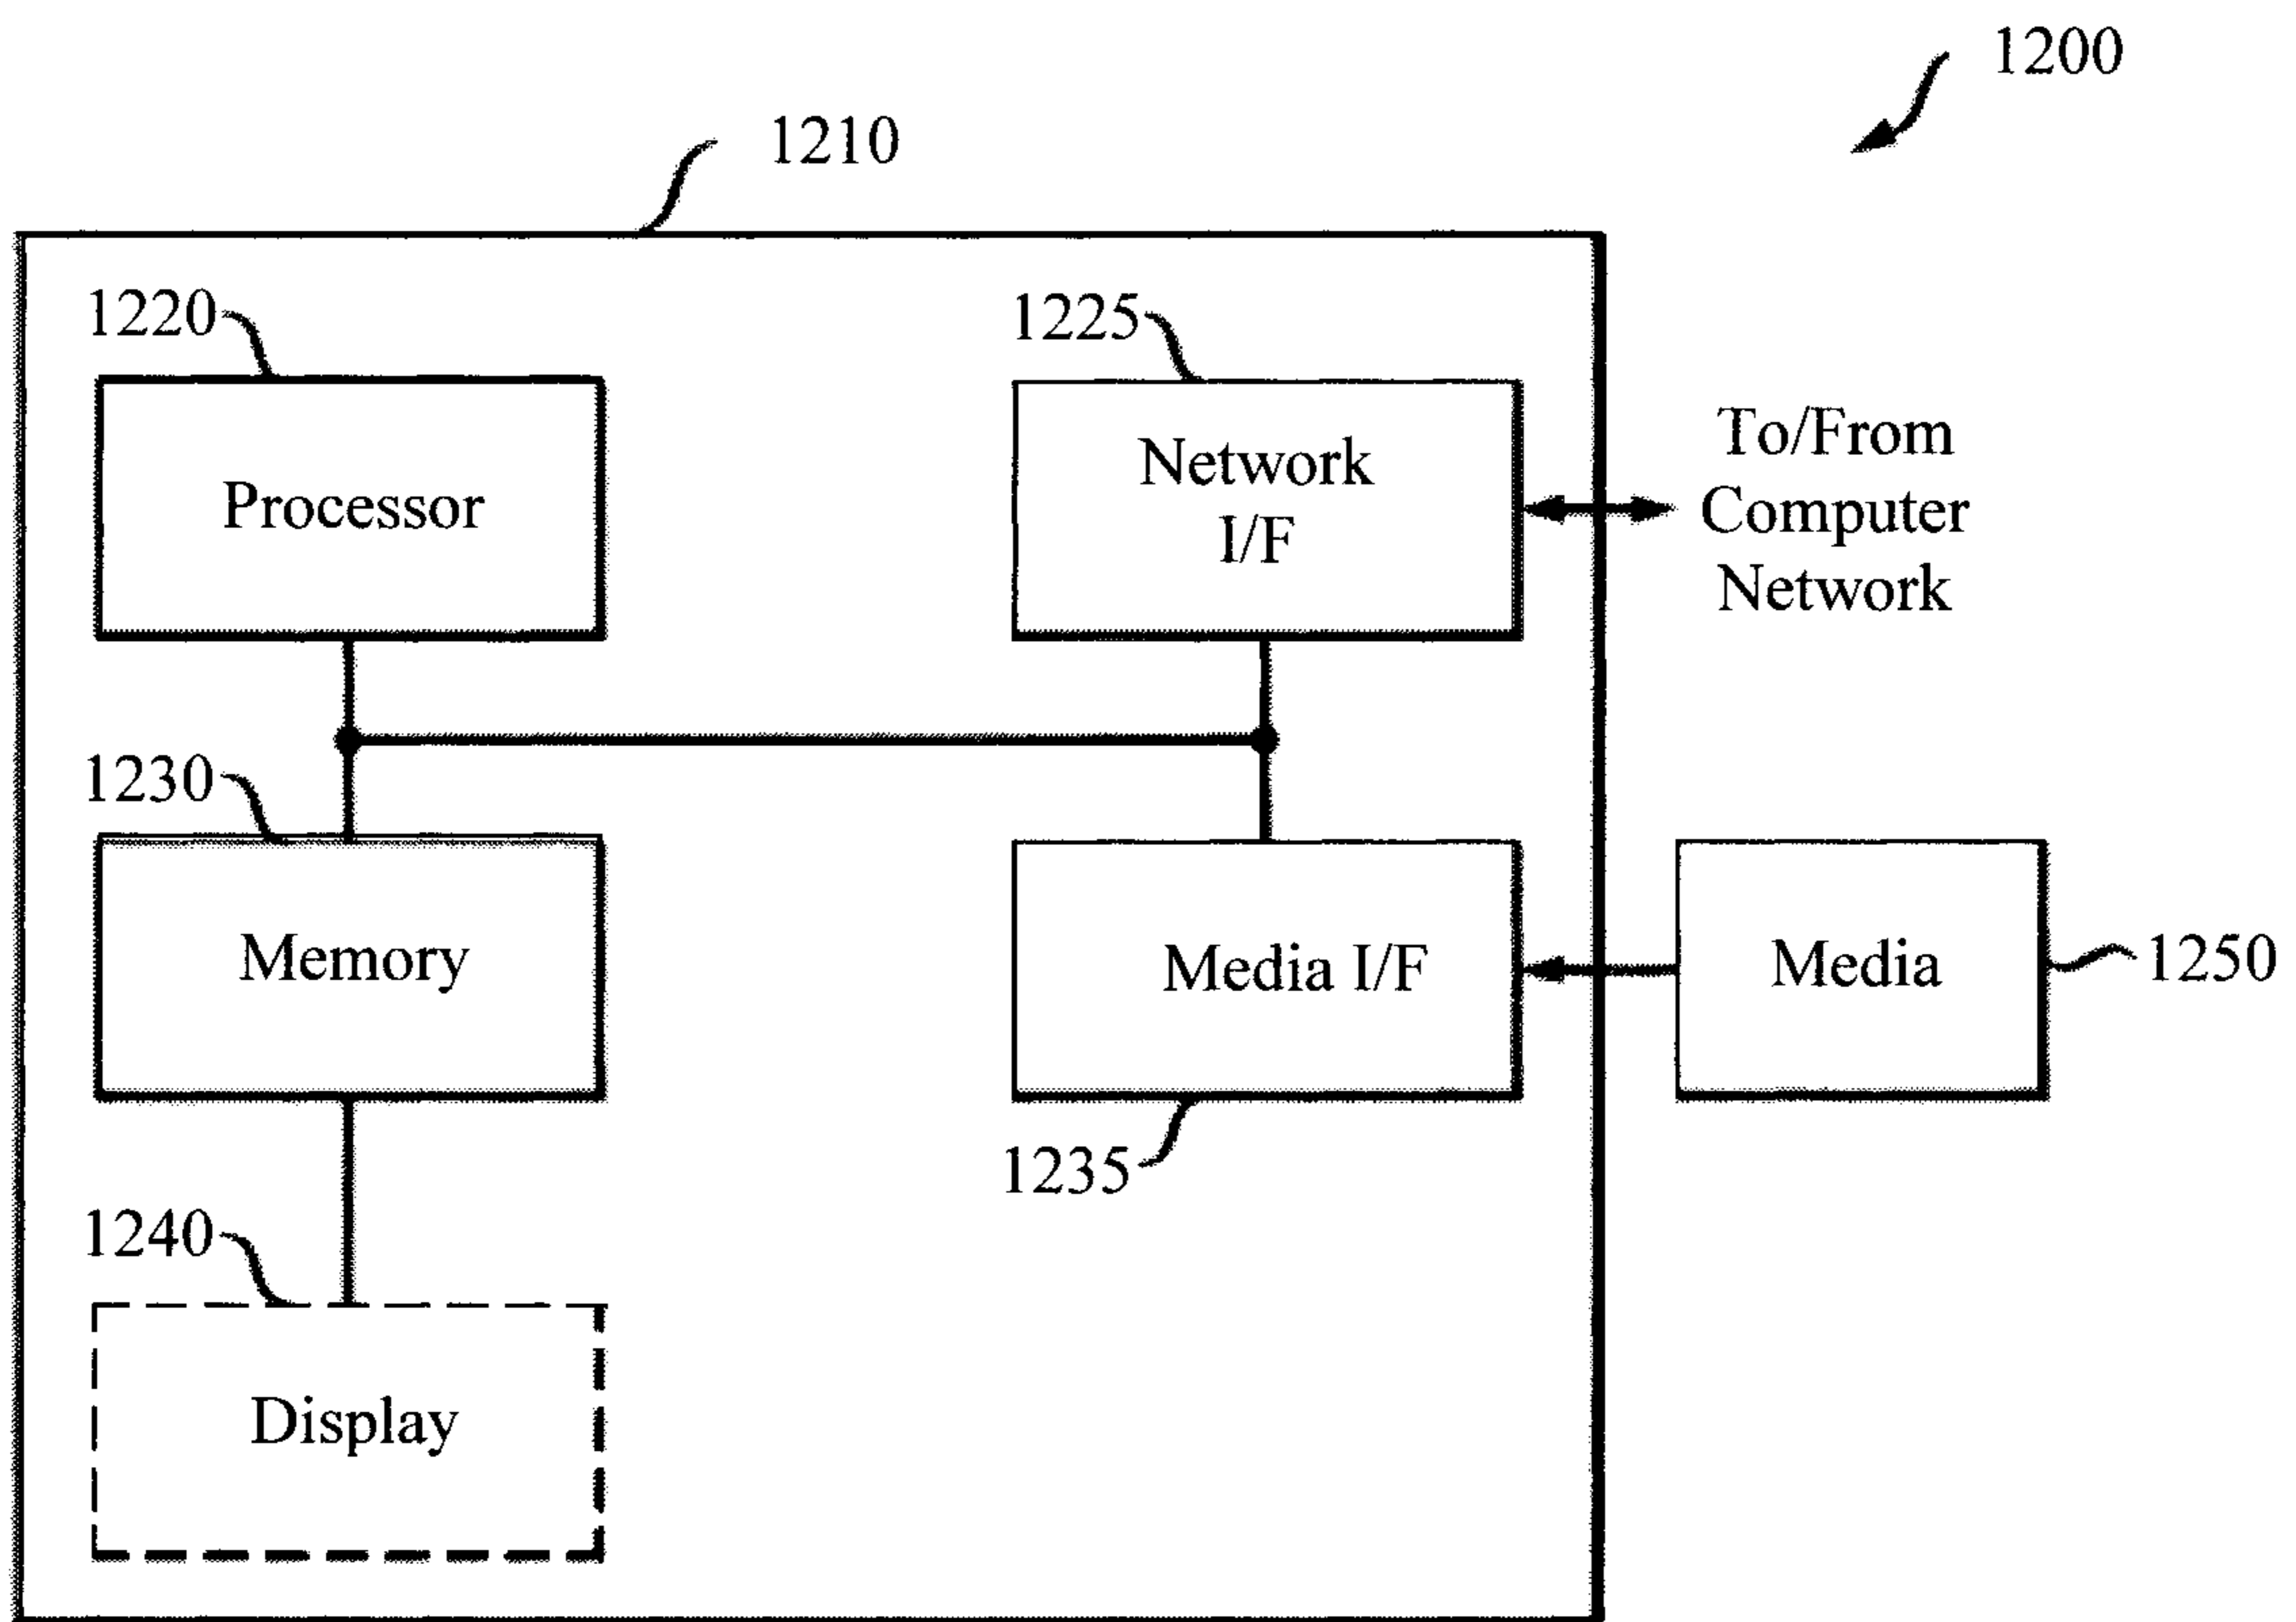 1200
1210
1220
1225
Processor
Network
I/F
To/From
Computer
Network
1230
Memory
Media I/F
Media
1250
1235
1240
Display